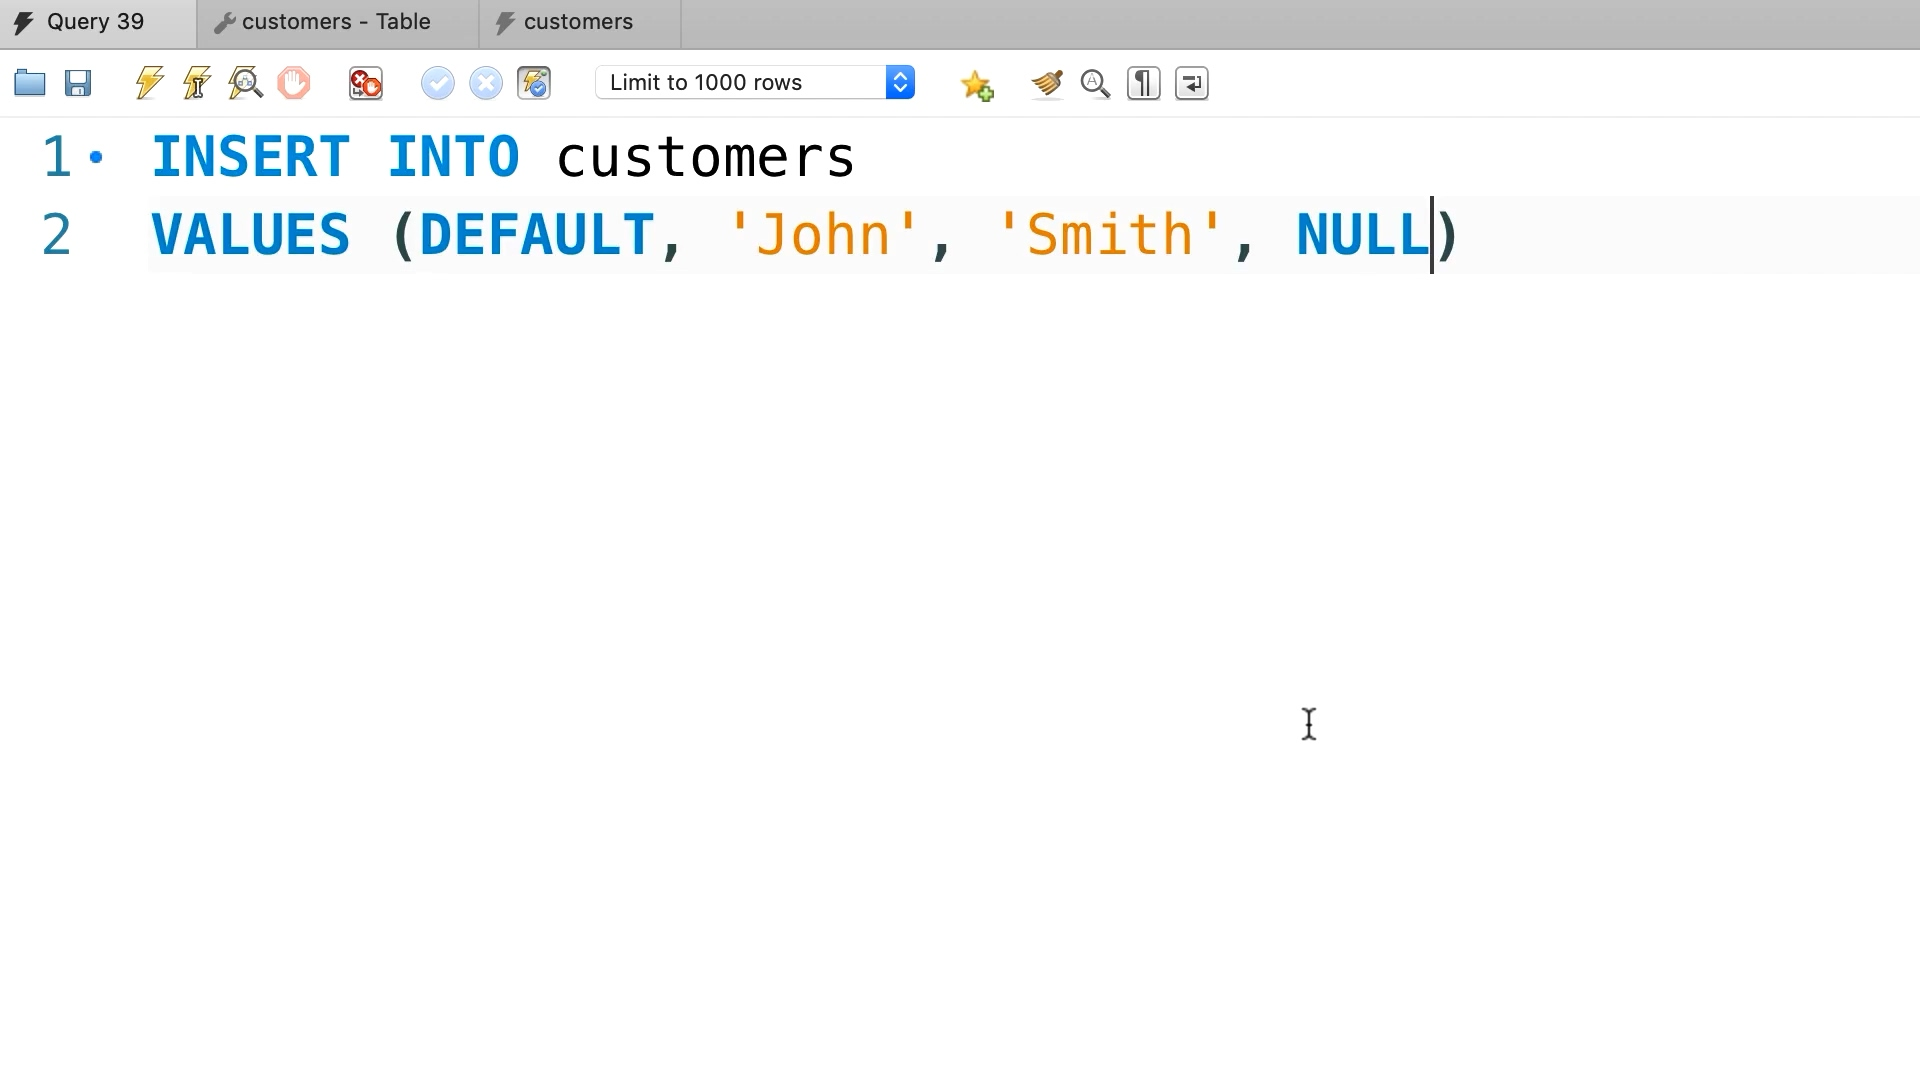 Query 39 customers - Table customers
Limit to 1000 rows
1 INSERT INTO customers
2 VALUES (DEFAULT, 'John', 'Smith', NULL)